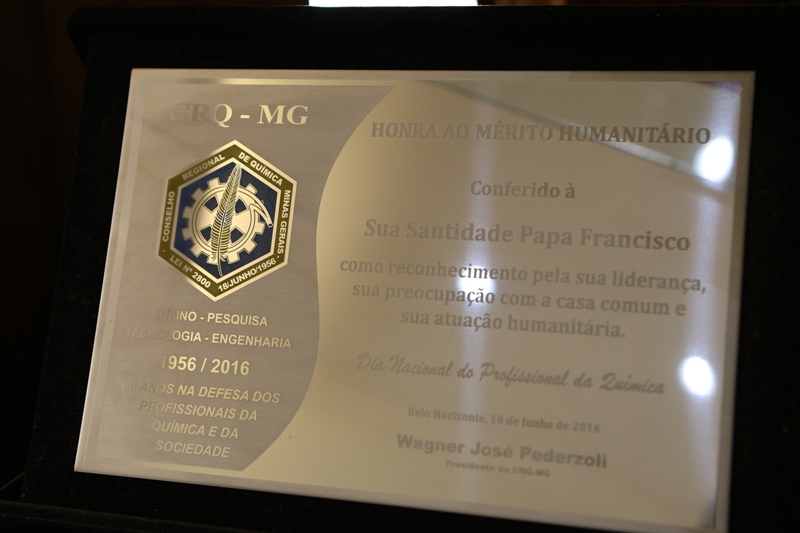 CRQ - MG
CONSELHO REGIONAL DE QUÍMICA MINAS GERAIS
LEI Nº 2800 18/JUNHO/1956
ENSINO - PESQUISA
TECNOLOGIA - ENGENHARIA
1956 / 2016
ANOS NA DEFESA DOS
PROFISSIONAIS DA
QUÍMICA E DA
SOCIEDADE
HONRA AO MÉRITO HUMANITÁRIO
Conferido à
Sua Santidade Papa Francisco
como reconhecimento pela sua liderança,
sua preocupação com a casa comum e
sua atuação humanitária.
Dia Nacional do Profissional da Química
Belo Horizonte, 18 de Junho de 2016
Wagner José Pederzoli
Presidente do CRQ-MG